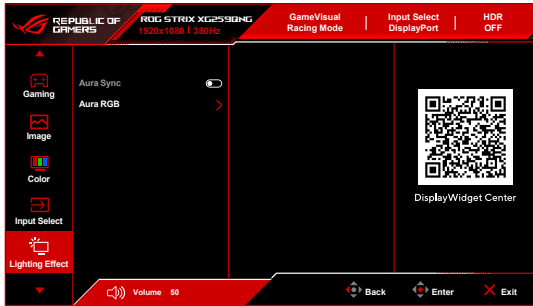 REPUBLIC OF
GAMERS
ROG STRIX XG259QNG
1920x1080 | 380Hz
GameVisual
Racing Mode
Input Select
DisplayPort
HDR
OFF
Gaming
Image
Color
Input Select
Lighting Effect
Aura Sync
Aura RGB
DisplayWidget Center
Volume 50
Back
Enter
Exit